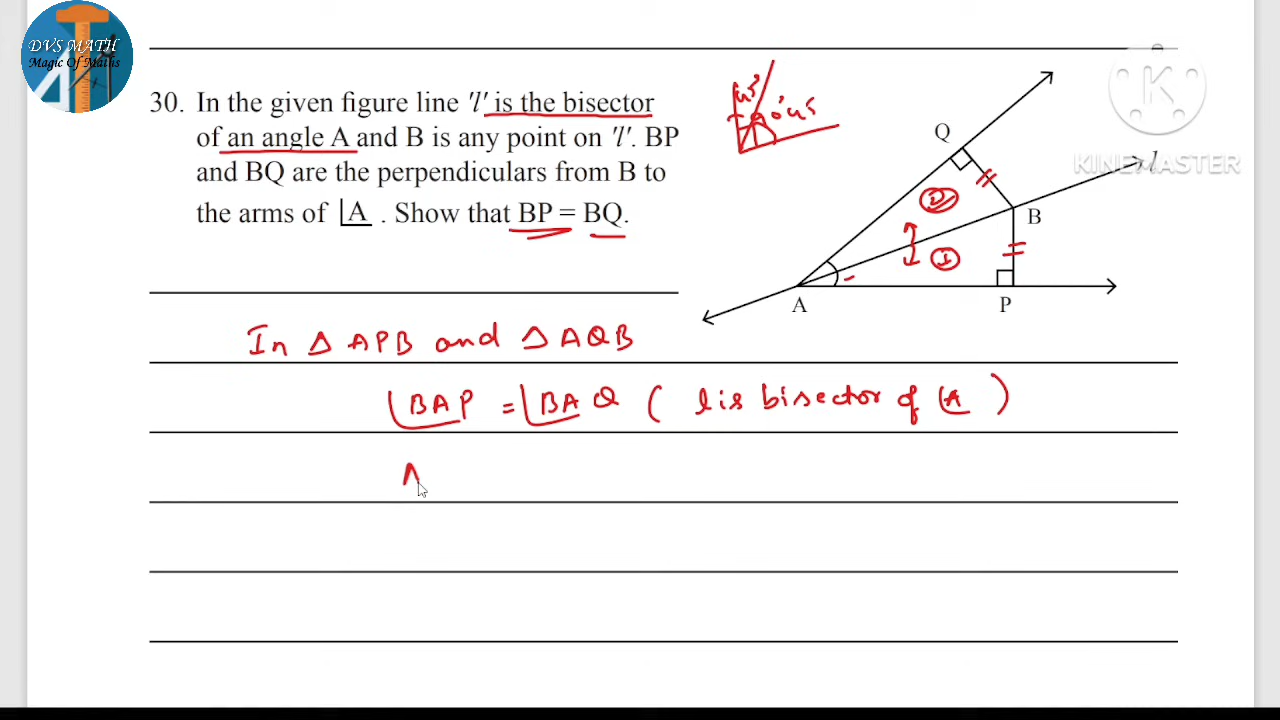 DVS MATH
Magic Of Maths
30. In the given figure line 'l' is the bisector
of an angle A and B is any point on 'l'. BP
and BQ are the perpendiculars from B to
the arms of ∠A . Show that BP = BQ.
K
KINEMASTER
Q
l
B
A
P
In Δ APB and Δ AQB
∠BAP = ∠BAQ ( l is bisector of ∠A )